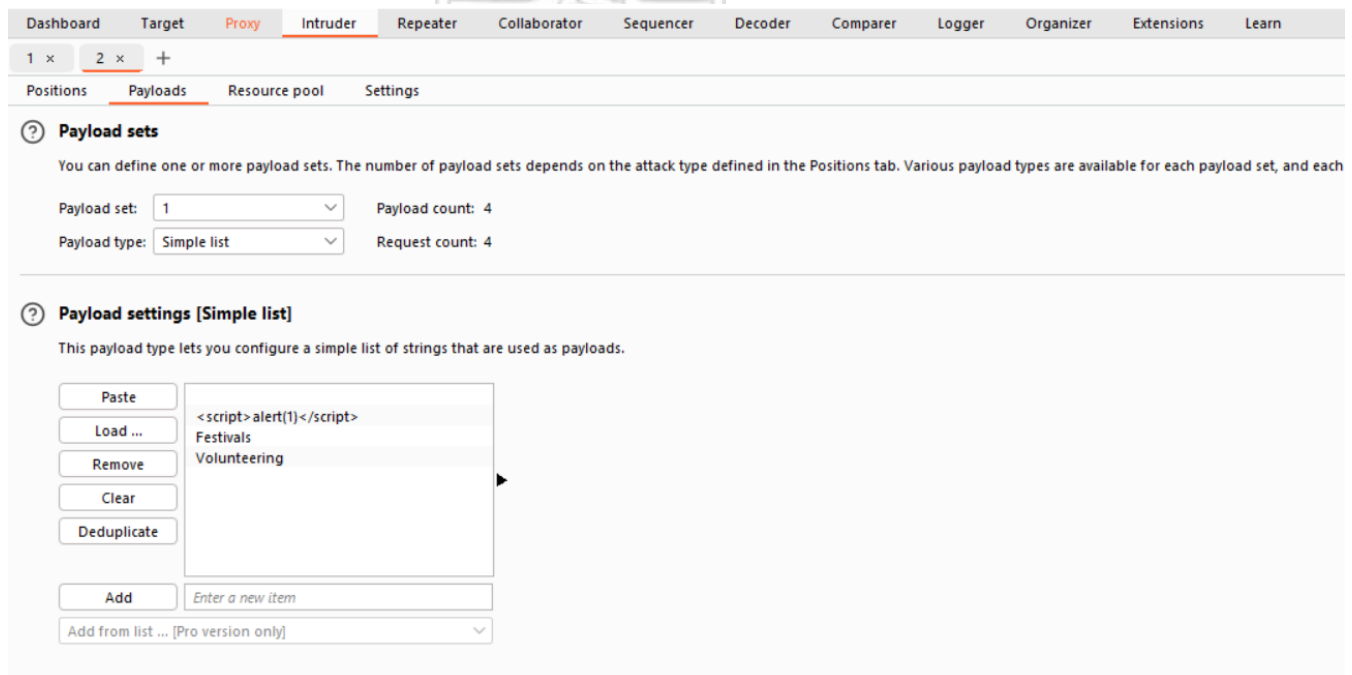 Dashboard Target Proxy Intruder Repeater Collaborator Sequencer Decoder Comparer Logger Organizer Extensions Learn
1 × 2 × +
Positions Payloads Resource pool Settings
? Payload sets
You can define one or more payload sets. The number of payload sets depends on the attack type defined in the Positions tab. Various payload types are available for each payload set, and each
Payload set: 1 Payload count: 4
Payload type: Simple list Request count: 4
? Payload settings [Simple list]
This payload type lets you configure a simple list of strings that are used as payloads.
Paste
<script>alert(1)</script>
Load ...
Festivals
Remove
Volunteering
Clear
Deduplicate
Add Enter a new item
Add from list ... [Pro version only]